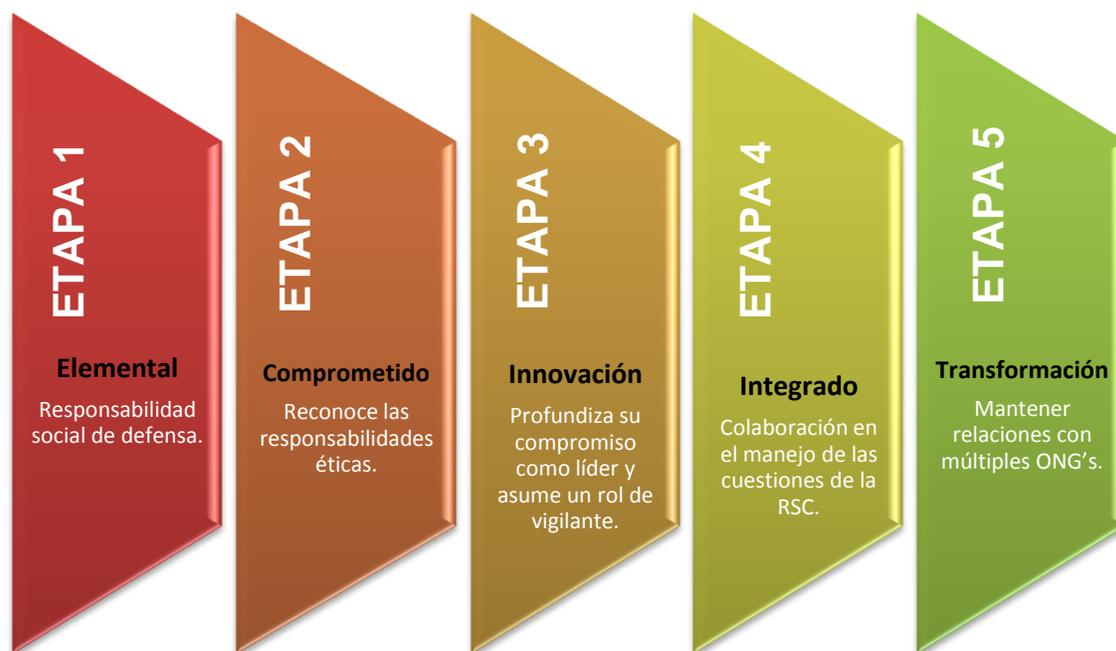 ETAPA 1
Elemental
Responsabilidad
social de defensa.
ETAPA 2
Comprometido
Reconoce las
responsabilidades
éticas.
ETAPA 3
Innovación
Profundiza su
compromiso
como líder y
asume un rol de
vigilante.
ETAPA 4
Integrado
Colaboración en
el manejo de las
cuestiones de la
RSC.
ETAPA 5
Transformación
Mantener
relaciones con
múltiples ONG’s.